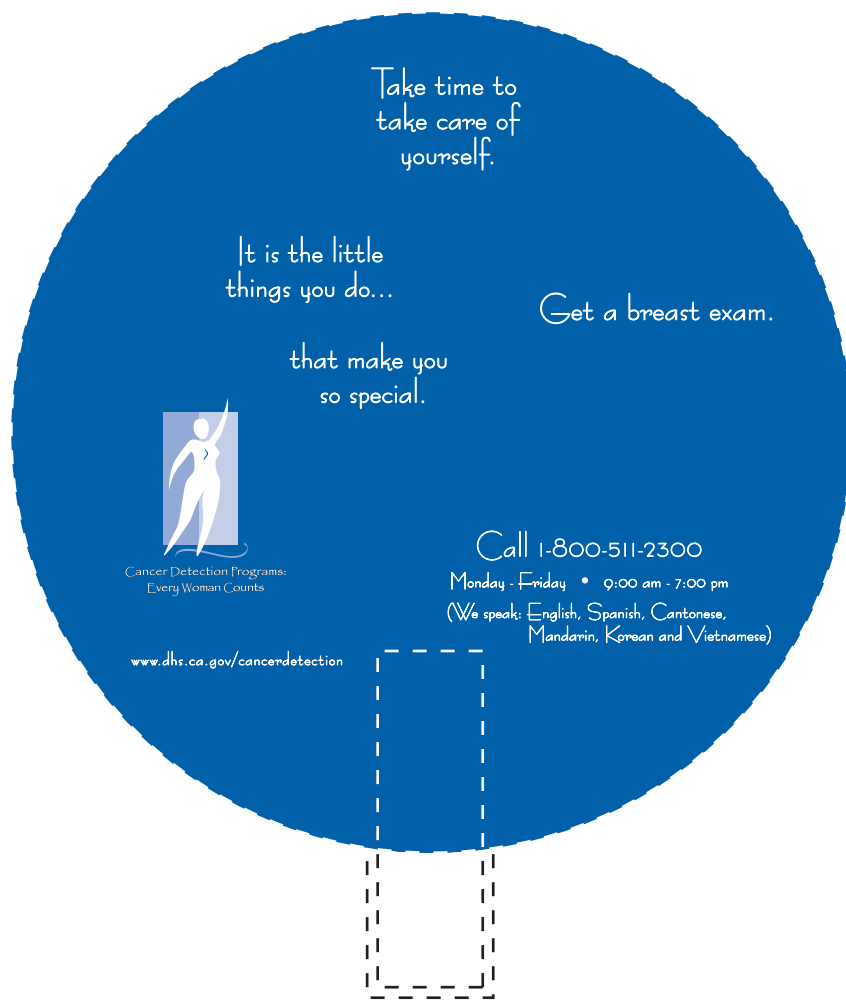 Take time to
take care of
yourself.
It is the little
things you do...
Get a breast exam.
that make you
so special.
Cancer Detection Programs:
Every Woman Counts
Call 1-800-511-2300
Monday - Friday • 9:00 am - 7:00 pm
(We speak: English, Spanish, Cantonese,
Mandarin, Korean and Vietnamese)
www.dhs.ca.gov/cancerdetection